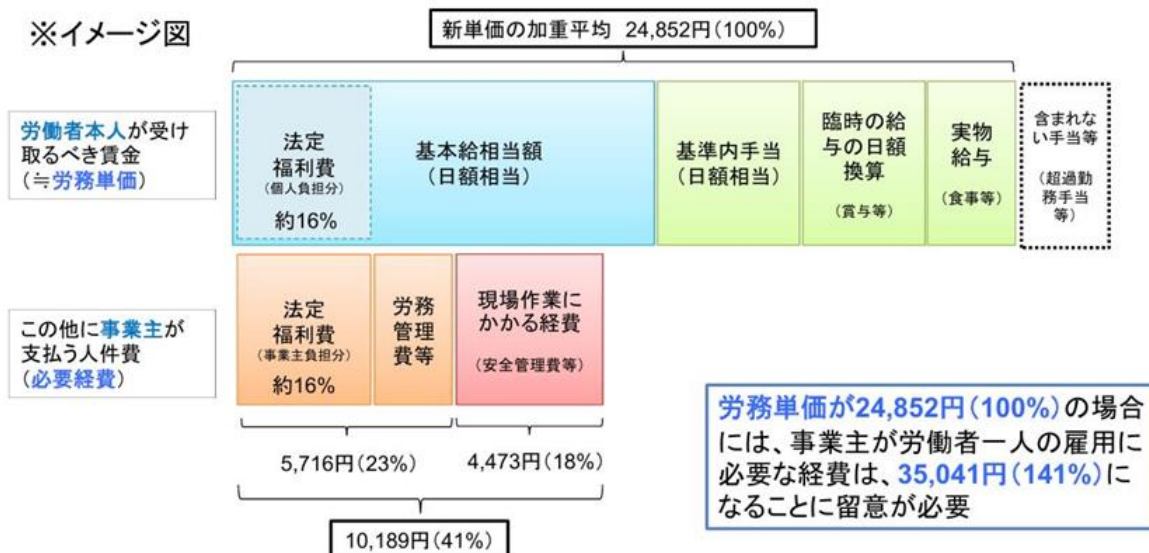 ※イメージ図
新単価の加重平均 24,852円(100%)
労働者本人が受け
取るべき賃金
(≒労務単価)
法定
福利費
(個人負担分)
約16%
基本給相当額
(日額相当)
基準内手当
(日額相当)
臨時の給
与の日額
換算
(賞与等)
実物
給与
(食事等)
含まれな
い手当等
(超過勤
務手当
等)
この他に事業主が
支払う人件費
(必要経費)
法定
福利費
(事業主負担分)
約16%
労務
管理
費等
現場作業に
かかる経費
(安全管理費等)
5,716円(23%)
4,473円(18%)
10,189円(41%)
労務単価が24,852円(100%)の場合
には、事業主が労働者一人の雇用に
必要な経費は、35,041円(141%)に
なることに留意が必要